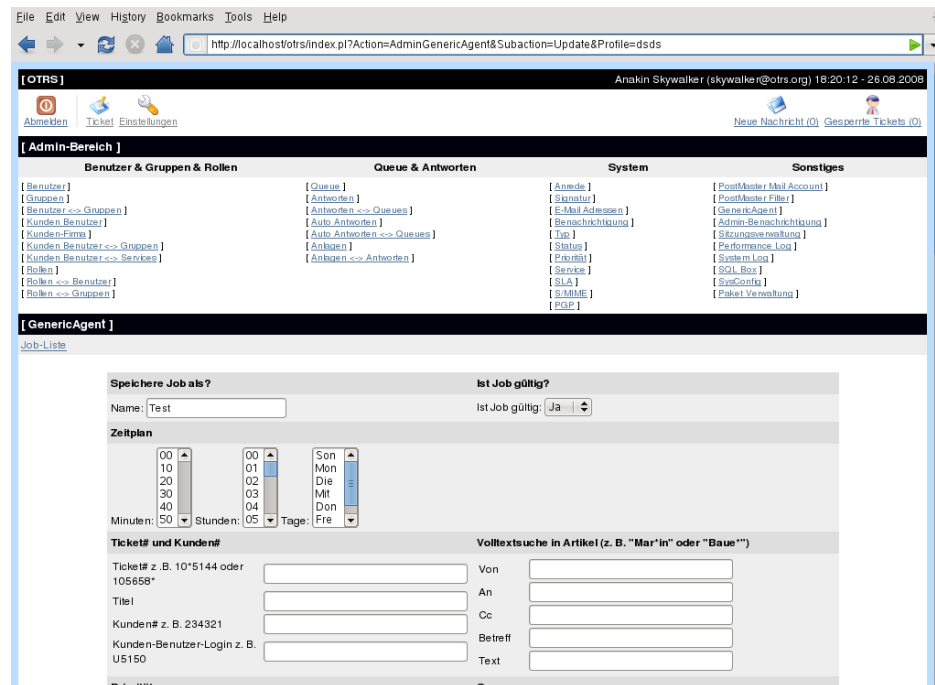 File Edit View History Bookmarks Tools Help
http://localhost/otrs/index.pl?Action=AdminGenericAgent&Subaction=Update&Profile=dsds
[ OTRS ] Anakin Skywalker (skywalker@otrs.org) 18:20:12 - 26.08.2008
Abmelden Ticket Einstellungen Neue Nachricht (0) Gesperrte Tickets (0)
[ Admin-Bereich ]
Benutzer & Gruppen & Rollen Queue & Antworten System Sonstiges
[ Benutzer ] [ Queue ] [ Anrede ] [ PostMaster Mail Account ]
[ Gruppen ] [ Antworten ] [ Signatur ] [ PostMaster Filter ]
[ Benutzer <-> Gruppen ] [ Antworten <-> Queues ] [ E-Mail Adressen ] [ GenericAgent ]
[ Kunden Benutzer ] [ Auto Antworten ] [ Benachrichtigung ] [ Admin-Benachrichtigung ]
[ Kunden-Firma ] [ Auto Antworten <-> Queues ] [ Typ ] [ Sitzungsverwaltung ]
[ Kunden Benutzer <-> Gruppen ] [ Anlagen ] [ Status ] [ Performance Log ]
[ Kunden Benutzer <-> Services ] [ Anlagen <-> Antworten ] [ Priorität ] [ System Log ]
[ Rollen ] [ Service ] [ SQL Box ]
[ Rollen <-> Benutzer ] [ SLA ] [ SysConfig ]
[ Rollen <-> Gruppen ] [ S/MIME ] [ Paket Verwaltung ]
[ PGP ]
[ GenericAgent ]
Job-Liste
Speichere Job als? Ist Job gültig?
Name: Test Ist Job gültig: Ja
Zeitplan
00 00 Son
10 01 Mon
20 02 Die
30 03 Mit
40 04 Don
Minuten: 50 Stunden: 05 Tage: Fre
Ticket# und Kunden# Volltextsuche in Artikel (z. B. "Mar*in" oder "Baue*")
Ticket# z .B. 10*5144 oder
105658*
Von
An
Titel
Cc
Kunden# z. B. 234321
Betreff
Kunden-Benutzer-Login z. B.
U5150
Text